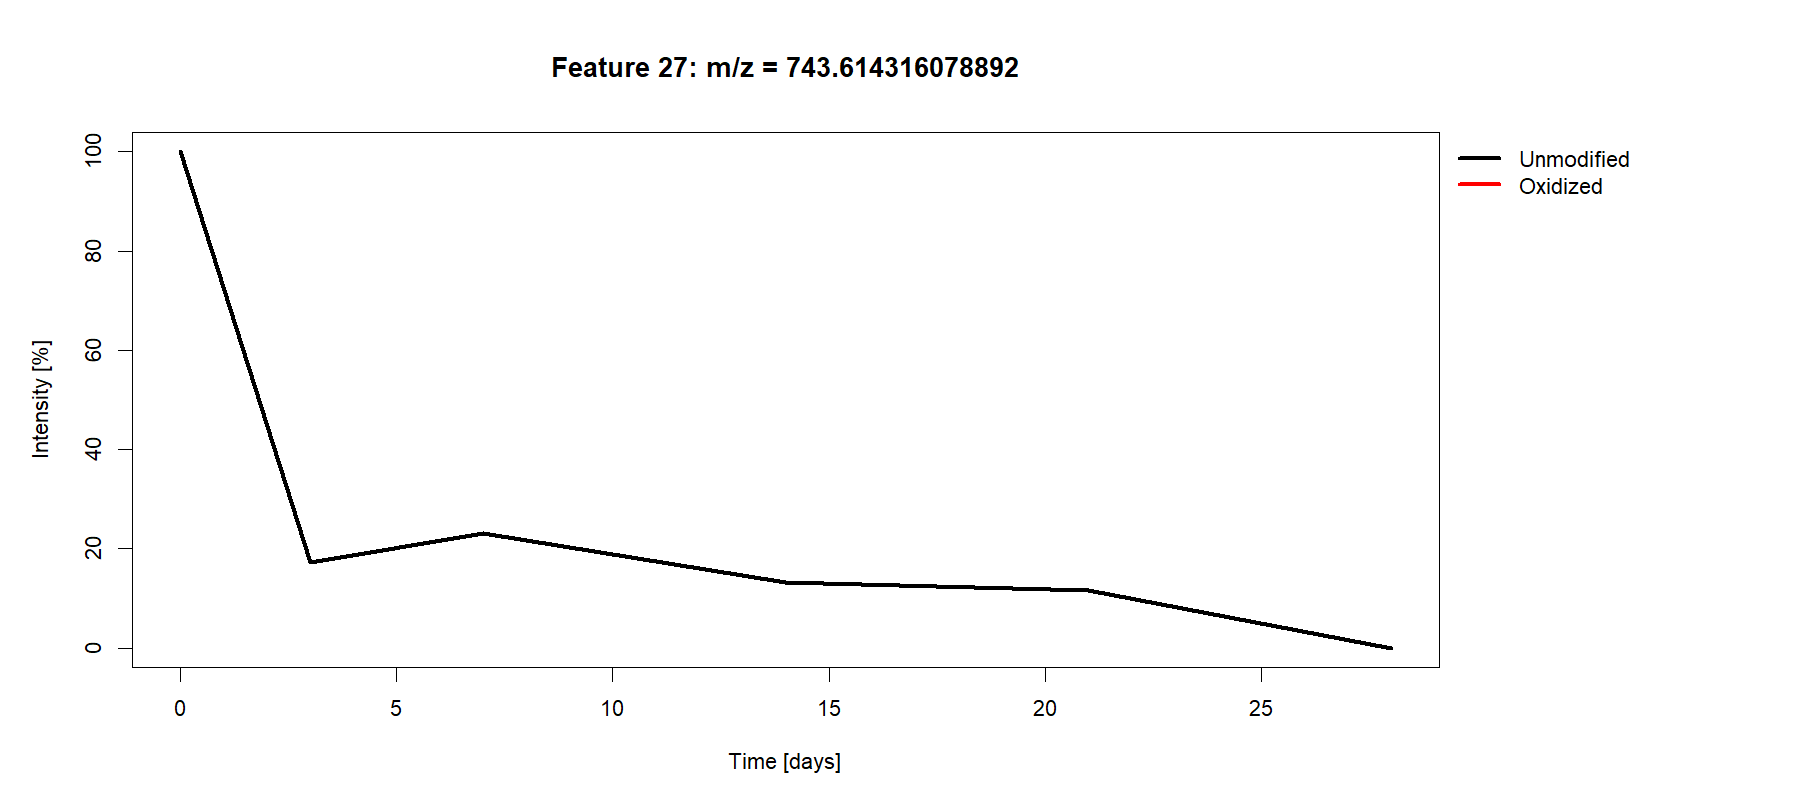 Feature 27: m/z = 743.614316078892
Unmodified
Oxidized
Intensity [%]
100
80
60
40
20
0
0 5 10 15 20 25
Time [days]